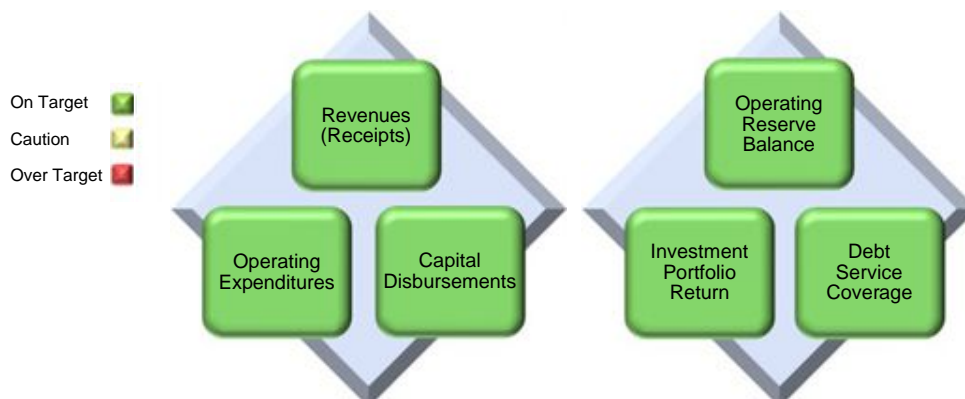 On Target
Caution
Over Target
Revenues
(Receipts)
Operating
Expenditures
Capital
Disbursements
Operating
Reserve
Balance
Investment
Portfolio
Return
Debt
Service
Coverage